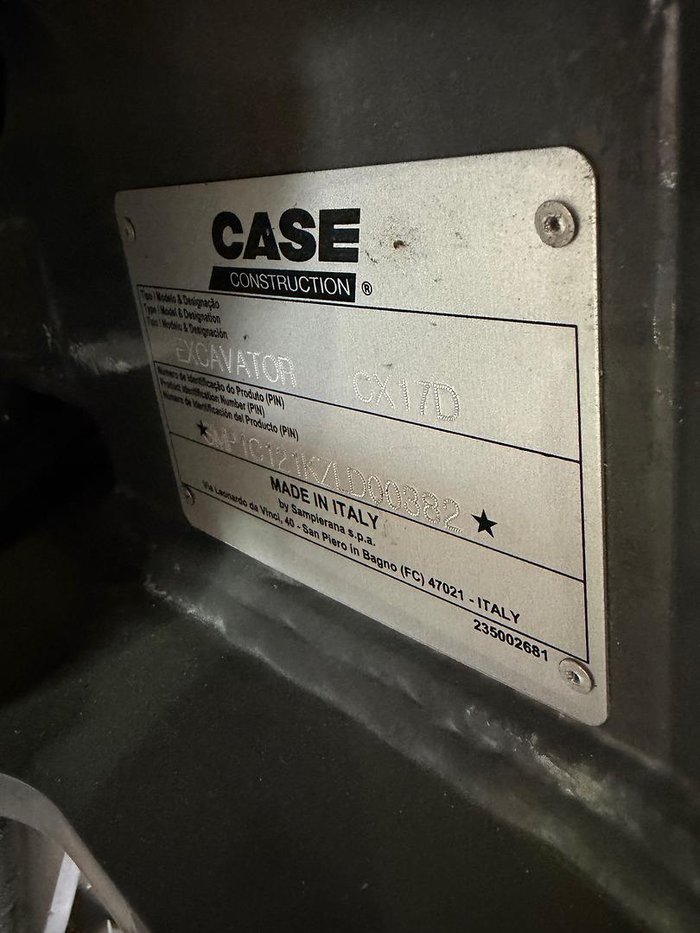 CASE
CONSTRUCTION ®
Tipo / Modelo & Designação
Type / Model & Designation
Tipo / Modelo & Designación
EXCAVATOR CX17D
Número de Identificação do Produto (PIN)
Product Identification Number (PIN)
Número de Identificación del Producto (PIN)
★ ★
MADE IN ITALY
by Sampierana s.p.a.
Via Leonardo da Vinci, 40 - San Piero in Bagno (FC) 47021 - ITALY
235002681